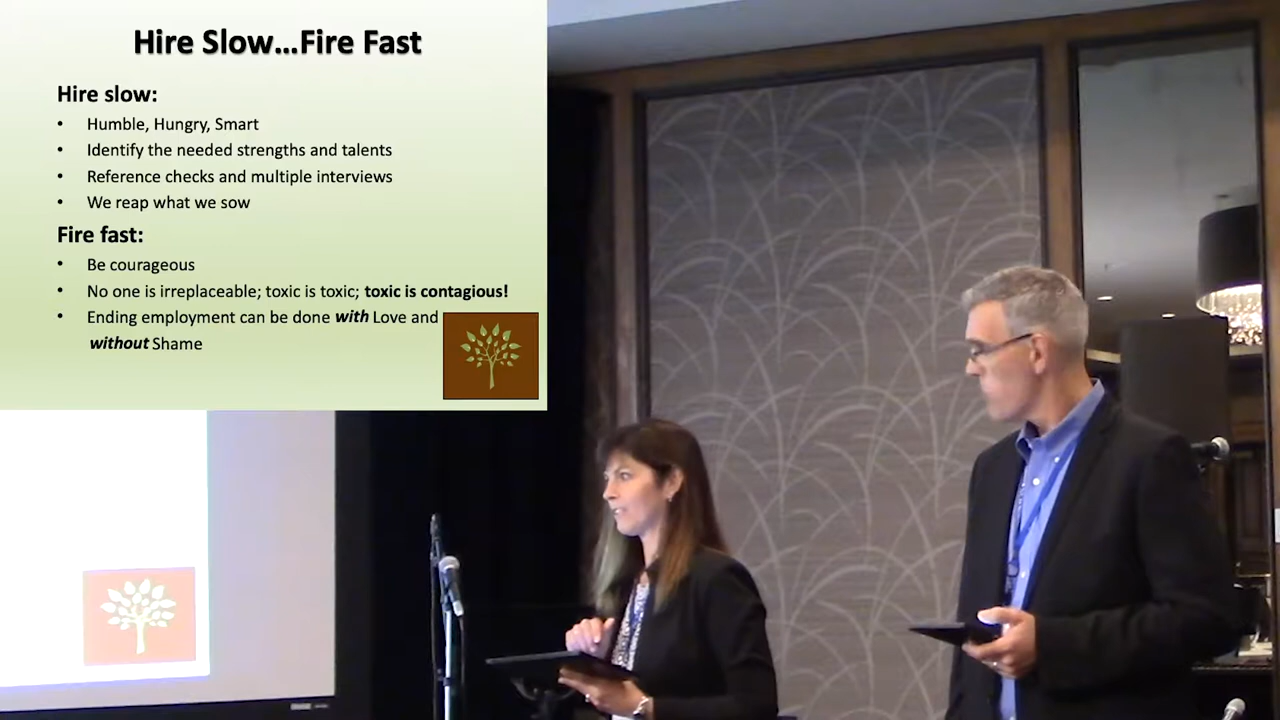 Hire Slow...Fire Fast
Hire slow:
• Humble, Hungry, Smart
• Identify the needed strengths and talents
• Reference checks and multiple interviews
• We reap what we sow
Fire fast:
• Be courageous
• No one is irreplaceable; toxic is toxic; toxic is contagious!
• Ending employment can be done with Love and
without Shame